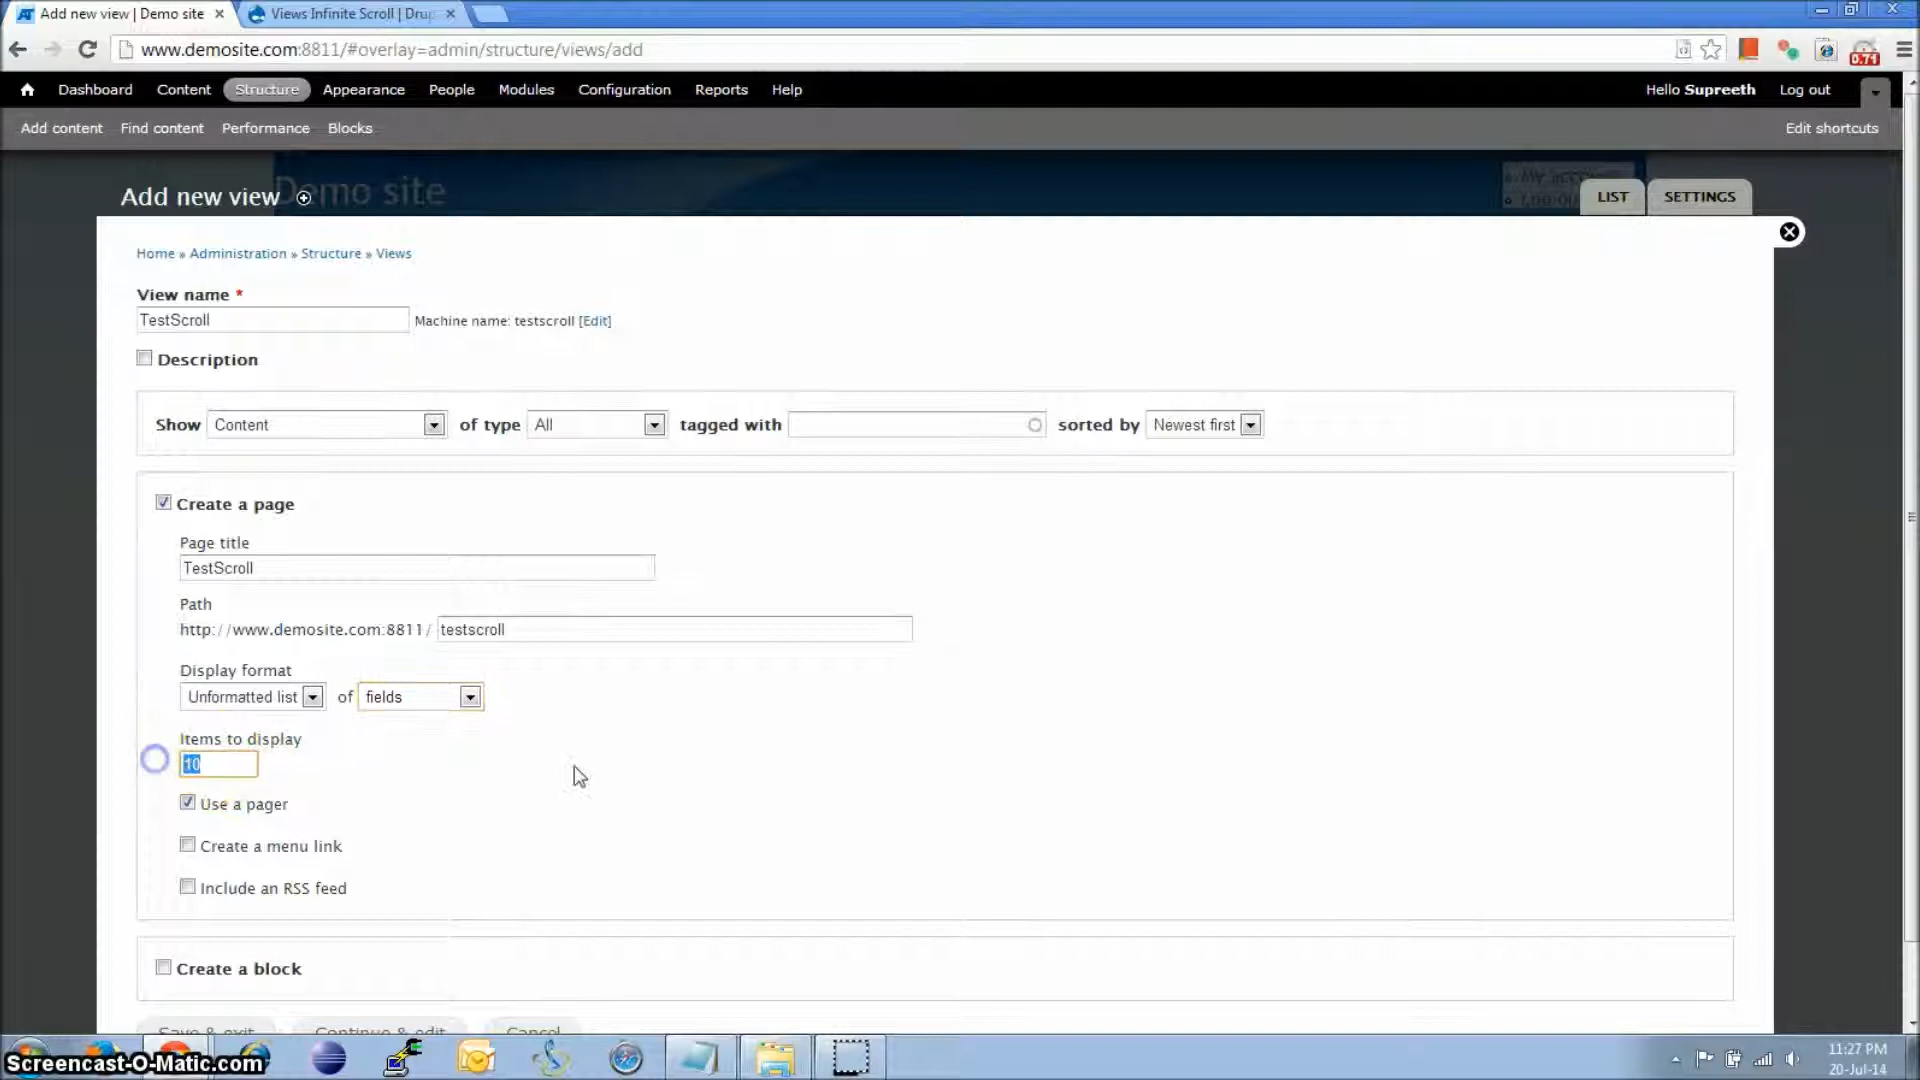 Add new view | Demo site
Views Infinite Scroll | Dru
www.demosite.com:8811/#overlay=admin/structure/views/add
0.71
Dashboard Content Structure Appearance People Modules Configuration Reports Help Hello Supreeth Log out
Add content Find content Performance Blocks Edit shortcuts
Demo site
Add new view
LIST SETTINGS
Home » Administration » Structure » Views
View name *
TestScroll Machine name: testscroll [Edit]
Description
Show Content of type All tagged with sorted by Newest first
Create a page
Page title
TestScroll
Path
http://www.demosite.com:8811/ testscroll
Display format
Unformatted list of fields
Items to display
10
Use a pager
Create a menu link
Include an RSS feed
Create a block
Save & exit Continue & edit Cancel
Screencast-O-Matic.com
11:27 PM
20-Jul-14